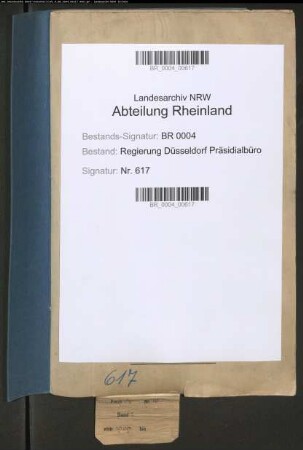 BR_0004_00617
Landesarchiv NRW
Abteilung Rheinland
Bestands-Signatur: BR 0004
Bestand: Regierung Düsseldorf Präsidialbüro
Signatur: Nr. 617
BR_0004_00617
617